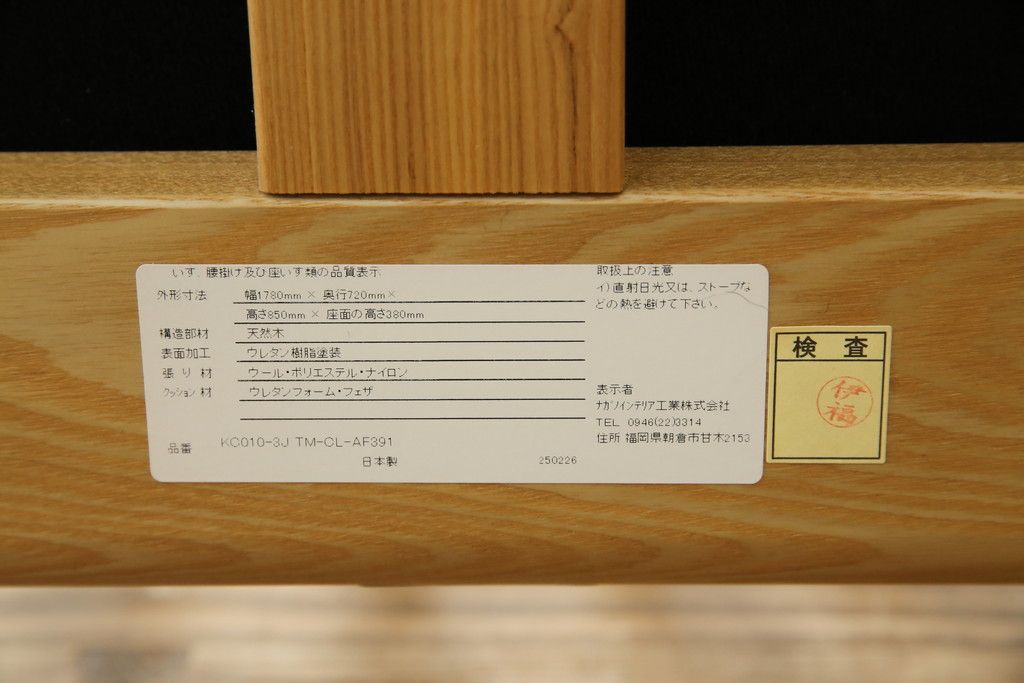 いす、腰掛け及び座いす類の品質表示
外形寸法 幅1780mm × 奥行720mm×
高さ850mm × 座面の高さ380mm
構造部材 天然木
表面加工 ウレタン樹脂塗装
張り材 ウール・ポリエステル・ナイロン
クッション材 ウレタンフォーム・フェザ
品番 KC010-3J TM-CL-AF391
日本製 250226
取扱上の注意
イ)直射日光又は、ストーブな
どの熱を避けて下さい。
表示者
ナガノインテリア工業株式会社
TEL 0946(22)3314
住所 福岡県朝倉市甘木2153
検 査
伊
福